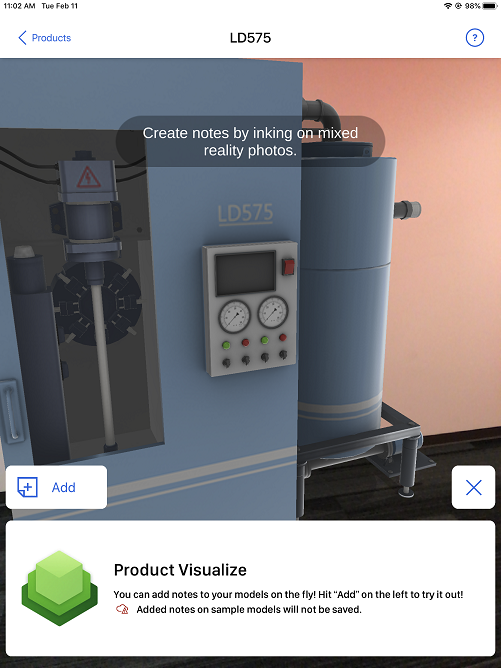 11:02 AM Tue Feb 11
98%
Products
LD575
?
Create notes by inking on mixed
reality photos.
LD575
Add
Product Visualize
You can add notes to your models on the fly! Hit “Add” on the left to try it out!
Added notes on sample models will not be saved.